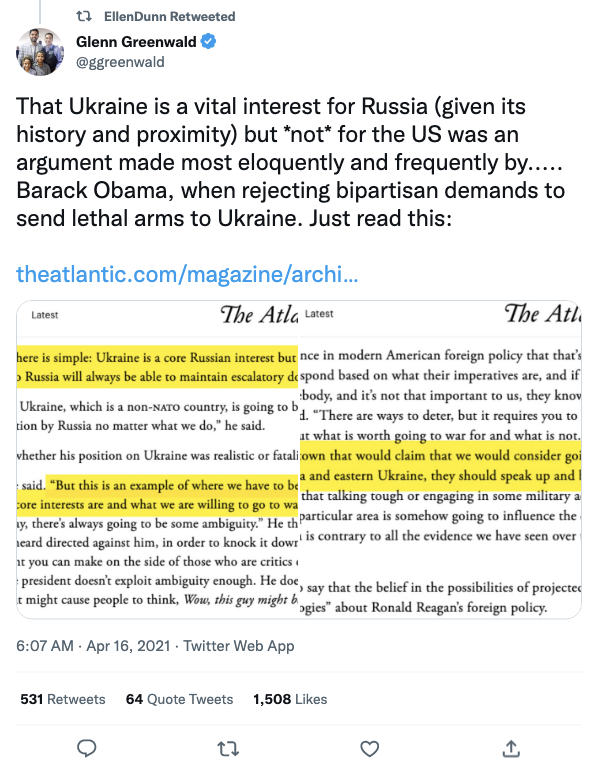 EllenDunn Retweeted
Glenn Greenwald
@ggreenwald
That Ukraine is a vital interest for Russia (given its
history and proximity) but *not* for the US was an
argument made most eloquently and frequently by.....
Barack Obama, when rejecting bipartisan demands to
send lethal arms to Ukraine. Just read this:
theatlantic.com/magazine/archi...
Latest
The Atla
here is simple: Ukraine is a core Russian interest but
Russia will always be able to maintain escalatory do
Ukraine, which is a non-NATO country, is going to b
tion by Russia no matter what we do,” he said.
whether his position on Ukraine was realistic or fatali
said. “But this is an example of where we have to be
core interests are and what we are willing to go to wa
ay, there’s always going to be some ambiguity.” He th
heard directed against him, in order to knock it down
nt you can make on the side of those who are critics
president doesn’t exploit ambiguity enough. He doe
t might cause people to think, Wow, this guy might b
Latest
The Atl
nce in modern American foreign policy that that’s
spond based on what their imperatives are, and if
body, and it’s not that important to us, they know
d. “There are ways to deter, but it requires you to
ut what is worth going to war for and what is not.
own that would claim that we would consider goi
a and eastern Ukraine, they should speak up and
that talking tough or engaging in some military a
particular area is somehow going to influence the
is contrary to all the evidence we have seen over
say that the belief in the possibilities of projected
ogies” about Ronald Reagan’s foreign policy.
6:07 AM · Apr 16, 2021 · Twitter Web App
531 Retweets 64 Quote Tweets 1,508 Likes